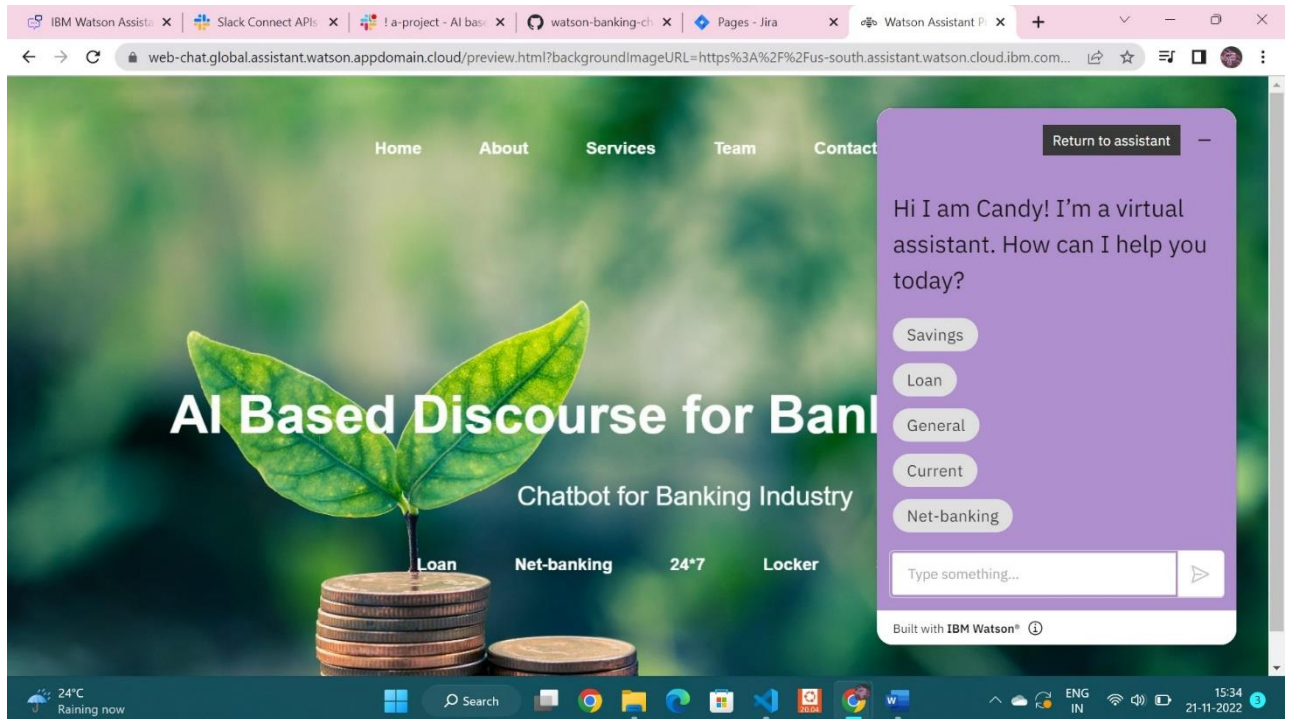 IBM Watson Assista
Slack Connect APIs
! a-project - AI base
watson-banking-ch
Pages - Jira
Watson Assistant P
web-chat.global.assistant.watson.appdomain.cloud/preview.html?backgroundImageURL=https%3A%2F%2Fus-south.assistant.watson.cloud.ibm.com...
Home About Services Team Contact
Return to assistant
Hi I am Candy! I'm a virtual
assistant. How can I help you
today?
Savings
Loan
General
Current
Net-banking
Type something...
Built with IBM Watson®
AI Based Discourse for Banl
Chatbot for Banking Industry
Loan Net-banking 24*7 Locker
24°C
Raining now
Search
20.04
ENG
IN
15:34
21-11-2022
3